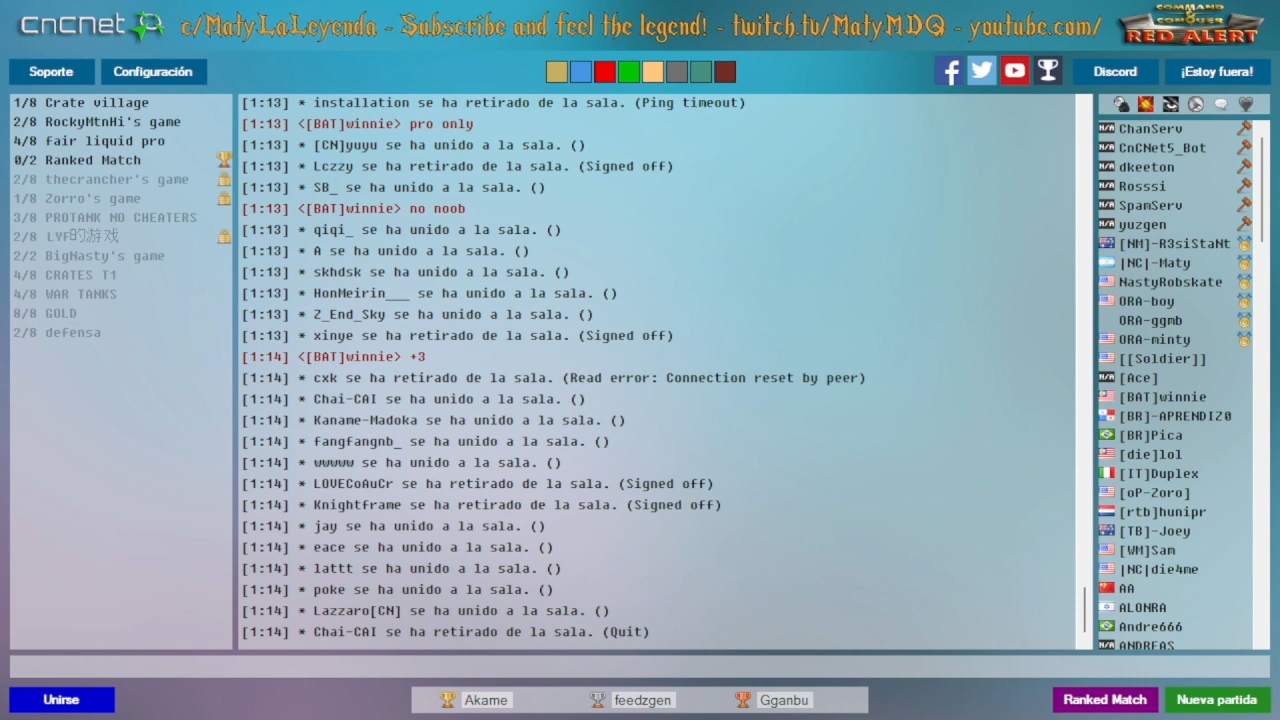 CnCNet c/MatyLaLeyenda - Subscribe and feel the legend! - twitch.tv/MatyMDQ - youtube.com/ COMMAND & CONQUER RED ALERT
Soporte Configuración Discord ¡Estoy fuera!
1/8 Crate village
2/8 RockyMtnHi's game
4/8 fair liquid pro
0/2 Ranked Match
2/8 thecrancher's game
1/8 Zorro's game
3/8 PROTANK NO CHEATERS
2/8 LYF的游戏
2/2 BigNasty's game
4/8 CRATES T1
4/8 WAR TANKS
8/8 GOLD
2/8 defensa
[1:13] * installation se ha retirado de la sala. (Ping timeout)
[1:13] <[BAT]winnie> pro only
[1:13] * [CN]yuyu se ha unido a la sala. ()
[1:13] * Lczzy se ha retirado de la sala. (Signed off)
[1:13] * SB_ se ha unido a la sala. ()
[1:13] <[BAT]winnie> no noob
[1:13] * qiqi_ se ha unido a la sala. ()
[1:13] * A se ha unido a la sala. ()
[1:13] * skhdsk se ha unido a la sala. ()
[1:13] * HonMeirin___ se ha unido a la sala. ()
[1:13] * Z_End_Sky se ha unido a la sala. ()
[1:13] * xinye se ha retirado de la sala. (Signed off)
[1:14] <[BAT]winnie> +3
[1:14] * cxk se ha retirado de la sala. (Read error: Connection reset by peer)
[1:14] * Chai-CAI se ha unido a la sala. ()
[1:14] * Kaname-Madoka se ha unido a la sala. ()
[1:14] * fangfangnb_ se ha unido a la sala. ()
[1:14] * wwwww se ha unido a la sala. ()
[1:14] * LOVECoAuCr se ha retirado de la sala. (Signed off)
[1:14] * Knightframe se ha retirado de la sala. (Signed off)
[1:14] * jay se ha unido a la sala. ()
[1:14] * eace se ha unido a la sala. ()
[1:14] * lattt se ha unido a la sala. ()
[1:14] * poke se ha unido a la sala. ()
[1:14] * Lazzaro[CN] se ha unido a la sala. ()
[1:14] * Chai-CAI se ha retirado de la sala. (Quit)
N/A ChanServ
N/A CnCNet5_Bot
N/A dkeeton
N/A Rosssi
N/A SpamServ
N/A yuzgen
[NM]-R3siStaNt
|NC|-Maty
NastyRobskate
ORA-boy
ORA-ggmb
ORA-minty
[[Soldier]]
N/A [Ace]
[BAT]winnie
[BR]-APRENDIZ0
[BR]Pica
[die]lol
[IT]Duplex
[oP-Zoro]
[rtb]hunipr
[TB]-Joey
[WM]Sam
|NC|die4me
AA
ALONRA
Andre666
N/A ANDREAS
Unirse Akame feedzgen Gganbu Ranked Match Nueva partida